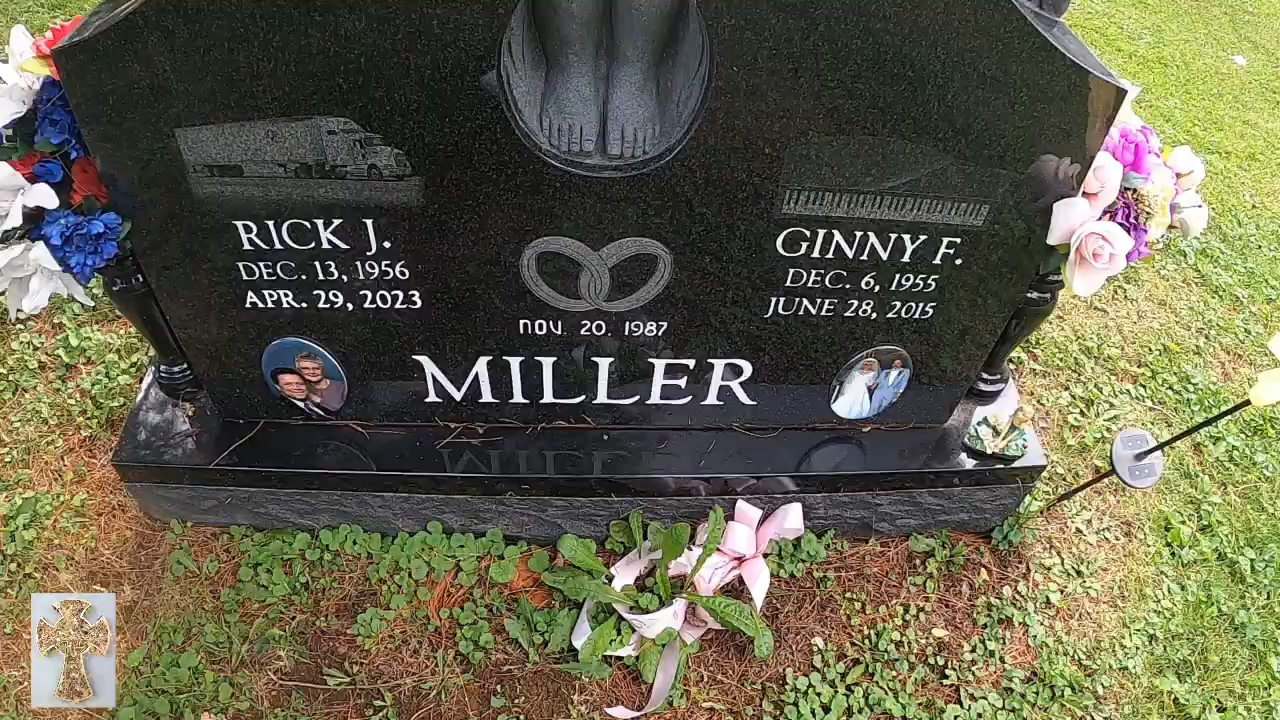 RICK J.
DEC. 13, 1956
APR. 29, 2023
GINNY F.
DEC. 6, 1955
JUNE 28, 2015
NOV. 20. 1987
MILLER